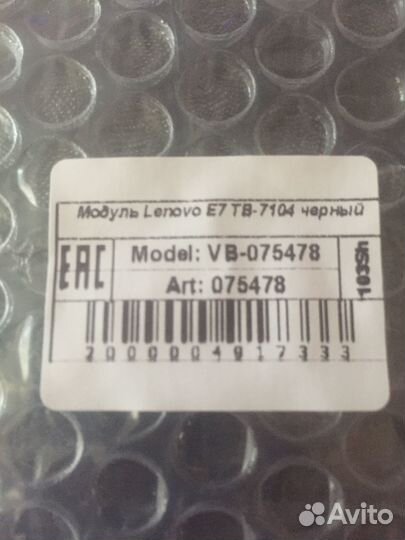 Модуль Lenovo E7 TB-7104 черный
EAC
Model: VB-075478
Art: 075478
103Sh
2000004917333
Avito